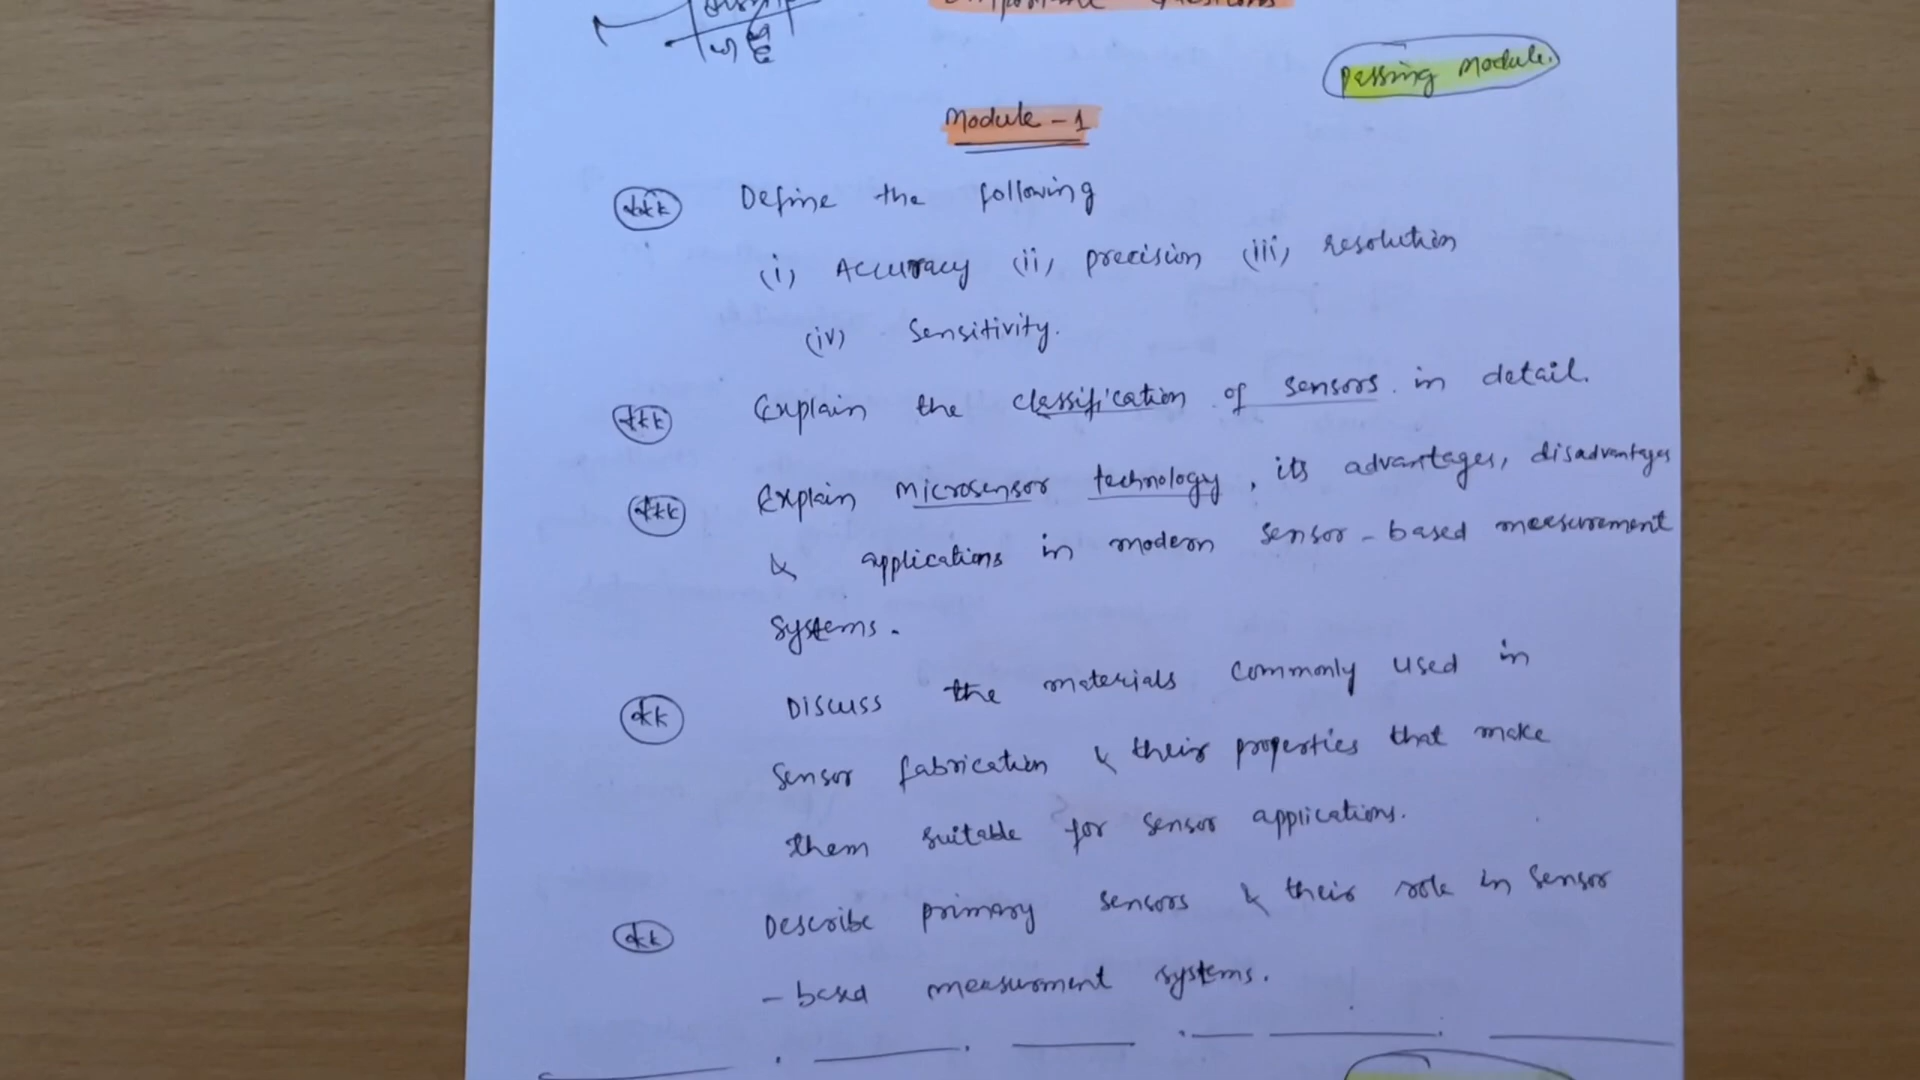 Important Questions
Passing Module.
Module - 1
Define the following
(i) Accuracy (ii) precision (iii) resolution
(iv) Sensitivity.
Explain the classification of sensors in detail.
Explain microsensor technology, its advantages, disadvantages
& applications in modern sensor-based measurement
systems.
Discuss the materials commonly used in
sensor fabrication & their properties that make
them suitable for sensor applications.
Describe primary sensors & their role in sensor
- based measurment systems.